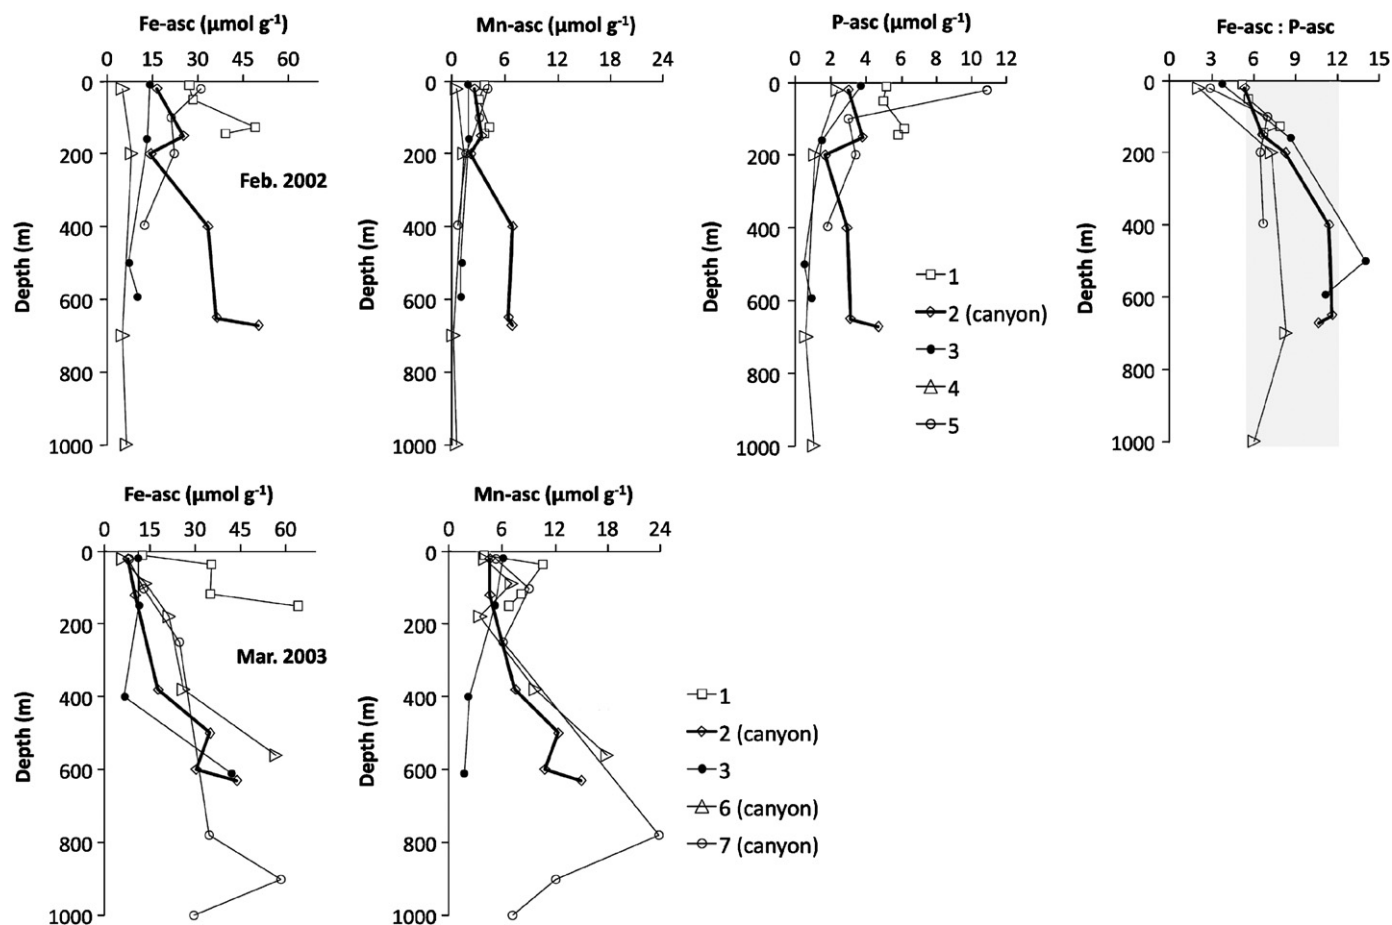 Fe-asc (µmol g-1)
Mn-asc (µmol g-1)
P-asc (µmol g-1)
Fe-asc : P-asc
0 15 30 45 60
0 6 12 18 24
0 2 4 6 8 10 12
0 3 6 9 12 15
0
200
400
600
800
1000
Depth (m)
Feb. 2002
0
200
400
600
800
1000
Depth (m)
0
200
400
600
800
1000
Depth (m)
1
2 (canyon)
3
4
5
0
200
400
600
800
1000
Depth (m)
Fe-asc (µmol g-1)
Mn-asc (µmol g-1)
0 15 30 45 60
0 6 12 18 24
0
200
400
600
800
1000
Depth (m)
Mar. 2003
0
200
400
600
800
1000
Depth (m)
1
2 (canyon)
3
6 (canyon)
7 (canyon)